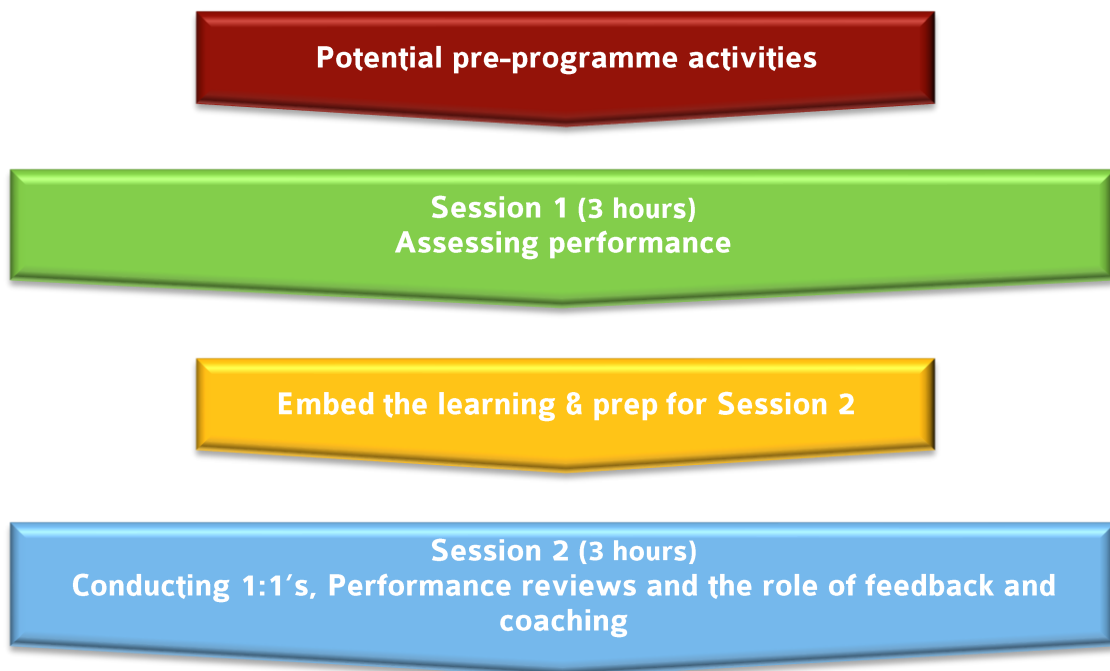 Potential pre-programme activities
Session 1 (3 hours)
Assessing performance
Embed the learning & prep for Session 2
Session 2 (3 hours)
Conducting 1:1's, Performance reviews and the role of feedback and
coaching